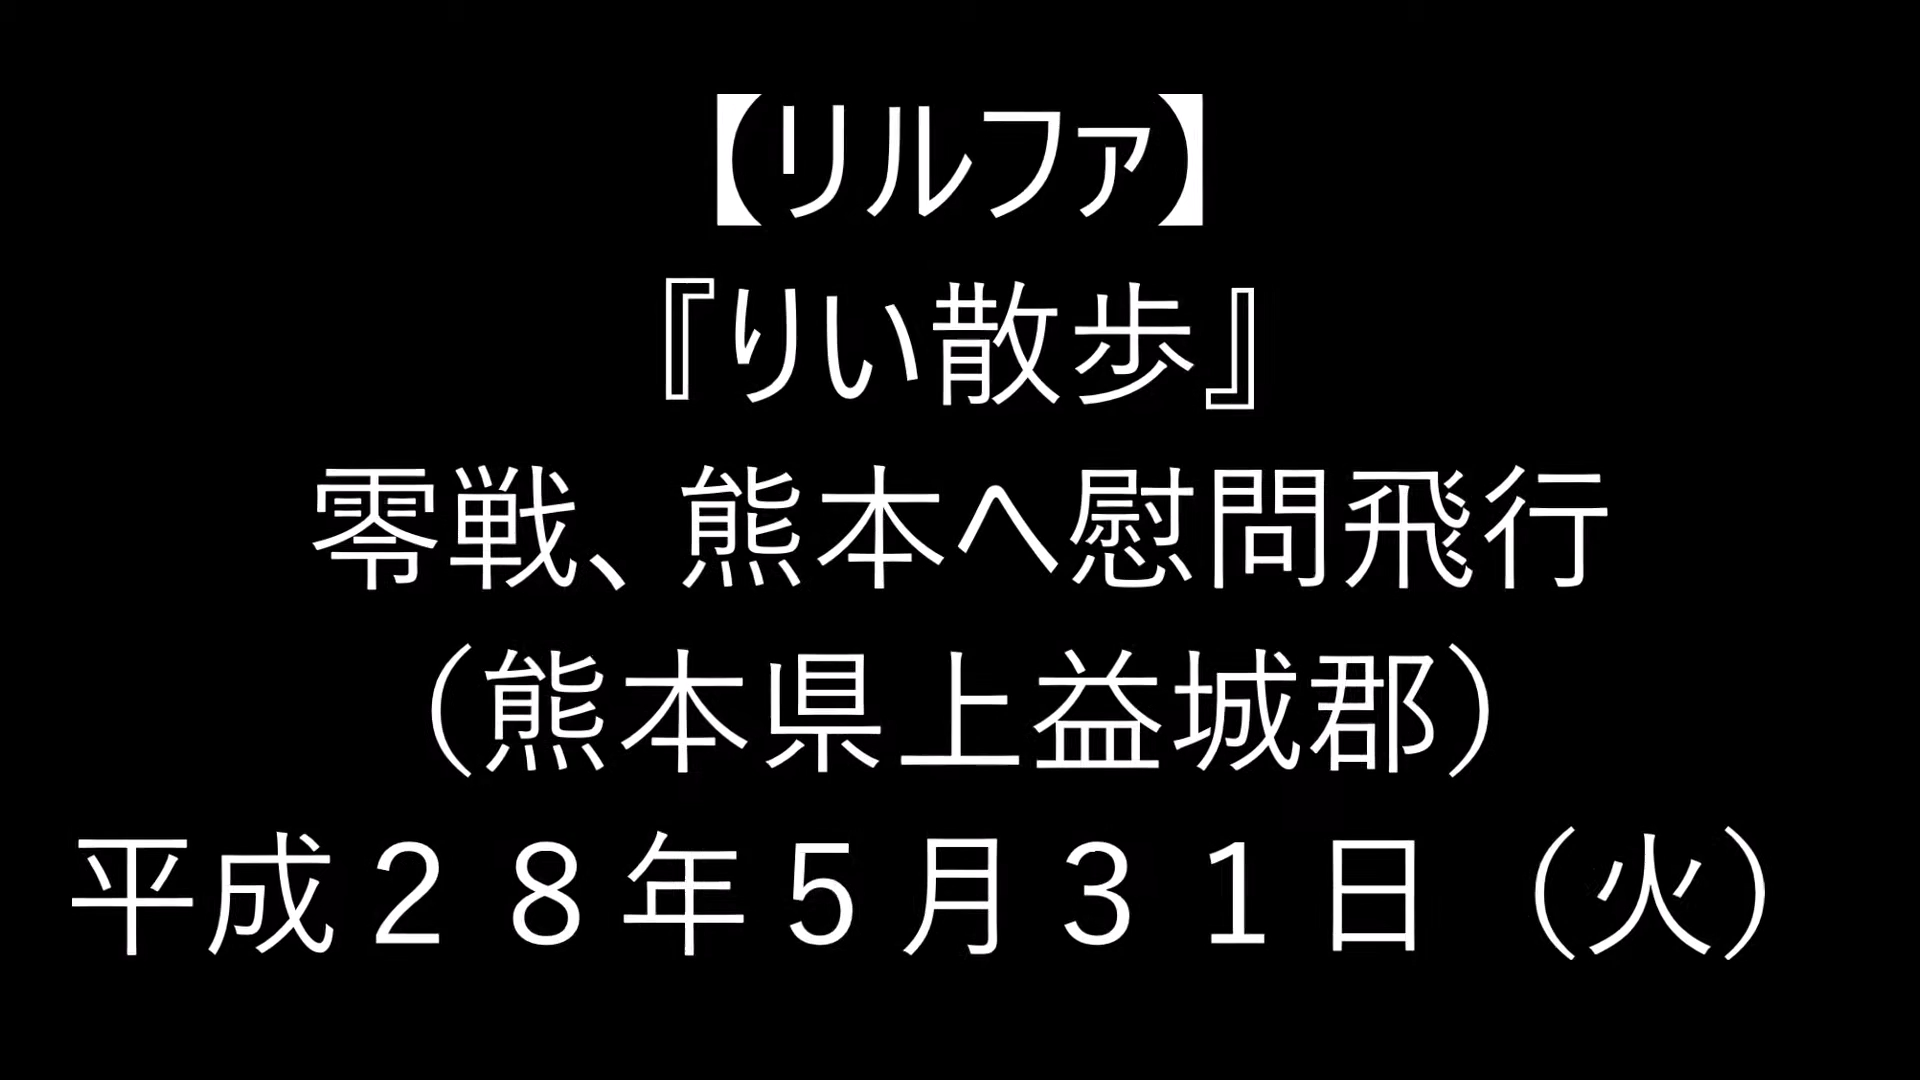 【リルファ】
『りい散歩』
零戦、熊本へ慰問飛行
（熊本県上益城郡）
平成２８年５月３１日（火）